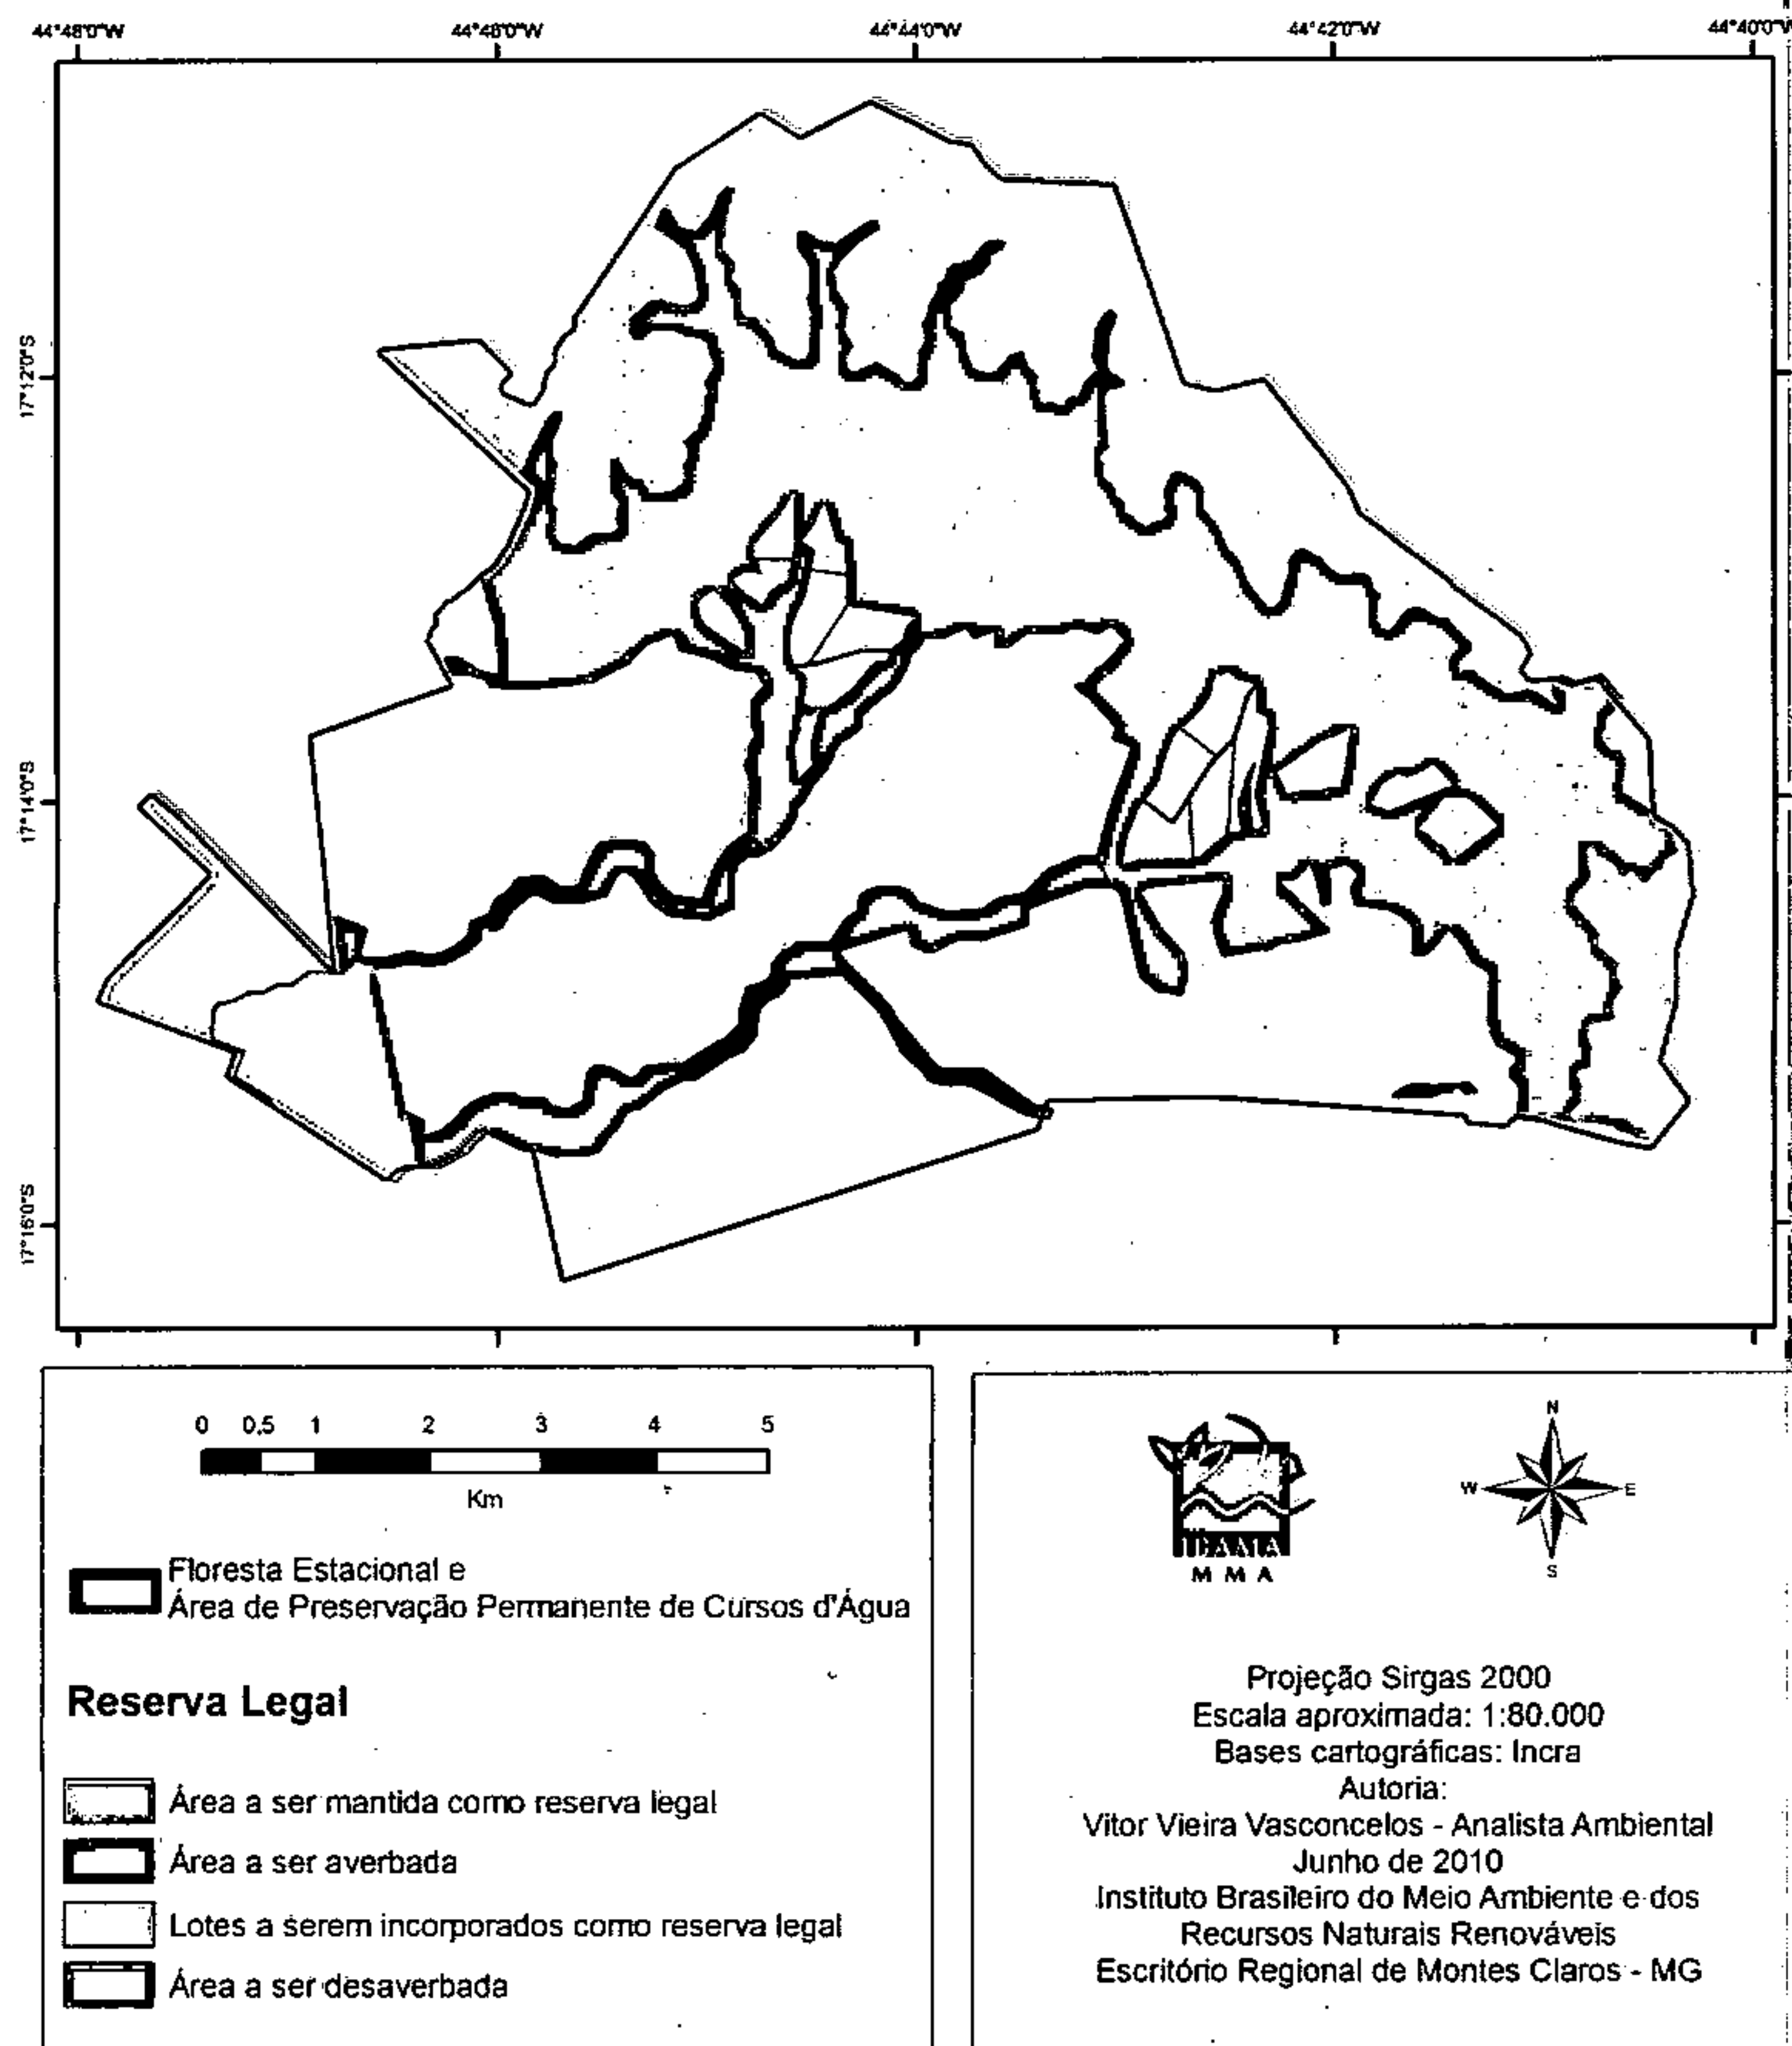 44°48'0"W 44°46'0"W 44°44'0"W 44°42'0"W 44°40'0"W
17°12'0"S
17°14'0"S
17°16'0"S
0 0,5 1 2 3 4 5
Km
Floresta Estacional e
Área de Preservação Permanente de Cursos d'Água
Reserva Legal
Área a ser mantida como reserva legal
Área a ser averbada
Lotes a serem incorporados como reserva legal
Área a ser desaverbada
IBAMA
M M A
N
W E
S
Projeção Sirgas 2000
Escala aproximada: 1:80.000
Bases cartográficas: Incra
Autoria:
Vitor Vieira Vasconcelos - Analista Ambiental
Junho de 2010
Instituto Brasileiro do Meio Ambiente e dos
Recursos Naturais Renováveis
Escritório Regional de Montes Claros - MG